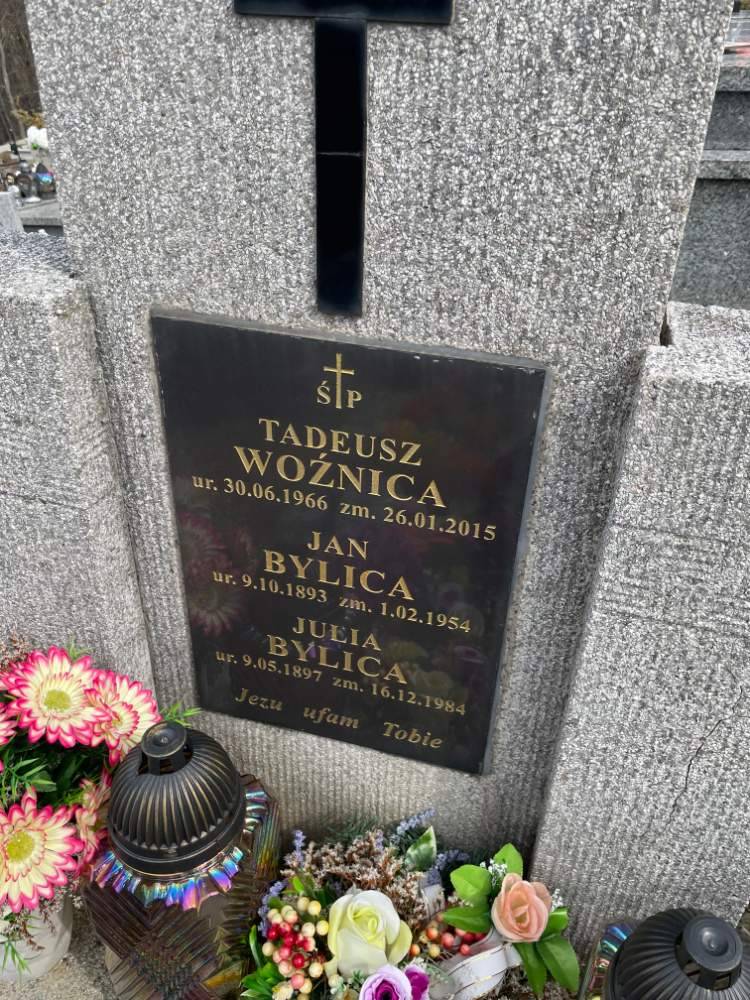 Ś P
TADEUSZ
WOŹNICA
ur. 30.06.1966 zm. 26.01.2015
JAN
BYLICA
ur. 9.10.1893 zm. 1.02.1954
JULIA
BYLICA
ur. 9.05.1897 zm. 16.12.1984
Jezu ufam Tobie